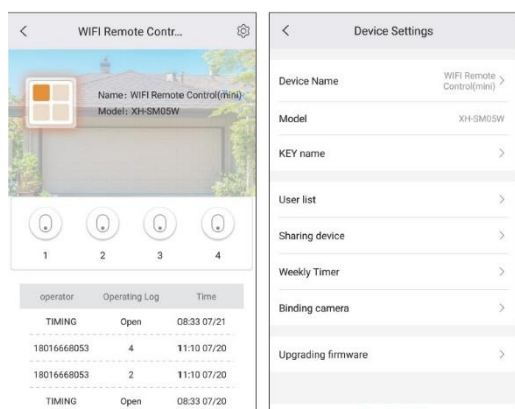 WIFI Remote Contr...
Name: WIFI Remote Control(mini)
Model: XH-SM05W
1 2 3 4
operator Operating Log Time
TIMING Open 08:33 07/21
18016668053 4 11:10 07/20
18016668053 2 11:10 07/20
TIMING Open 08:33 07/20
Device Settings
Device Name WIFI Remote
Control(mini)
Model XH-SM05W
KEY name
User list
Sharing device
Weekly Timer
Binding camera
Upgrading firmware